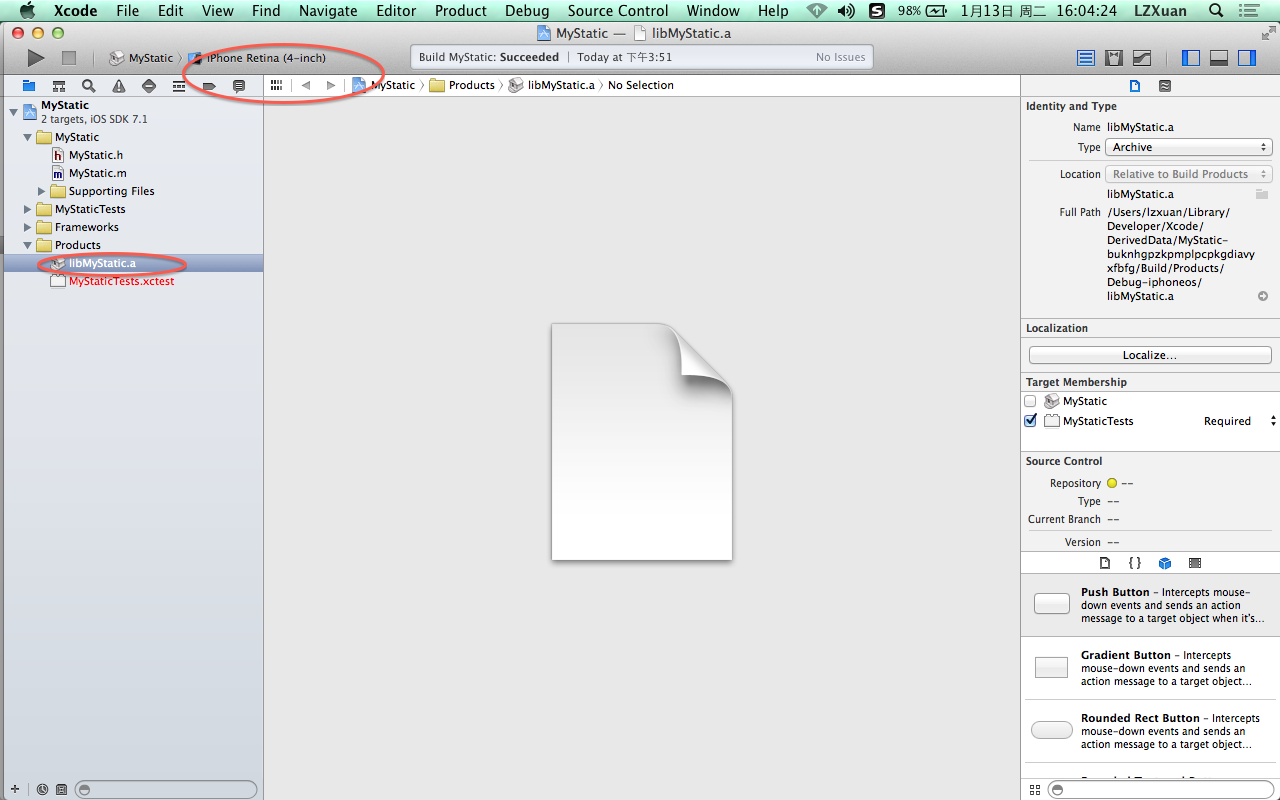 Xcode File Edit View Find Navigate Editor Product Debug Source Control Window Help 98% 1月13日 周二 16:04:24 LZXuan
MyStatic — libMyStatic.a
MyStatic 〉 iPhone Retina (4-inch)
Build MyStatic: Succeeded | Today at 下午3:51 No Issues
MyStatic 〉 Products 〉 libMyStatic.a 〉 No Selection
MyStatic
2 targets, iOS SDK 7.1
MyStatic
h MyStatic.h
m MyStatic.m
Supporting Files
MyStaticTests
Frameworks
Products
libMyStatic.a
MyStaticTests.xctest
Identity and Type
Name libMyStatic.a
Type Archive
Location Relative to Build Products
libMyStatic.a
Full Path /Users/lzxuan/Library/
Developer/Xcode/
DerivedData/MyStatic-
buknhgpzkpmplpcpkgdiavy
xfbfg/Build/Products/
Debug-iphoneos/
libMyStatic.a
Localization
Localize...
Target Membership
MyStatic
MyStaticTests Required
Source Control
Repository --
Type --
Current Branch --
Version --
{ }
Push Button – Intercepts mouse-
down events and sends an action
message to a target object when it's...
Gradient Button – Intercepts
mouse-down events and sends an
action message to a target object...
Rounded Rect Button – Intercepts
mouse-down events and sends an
action message to a target object...